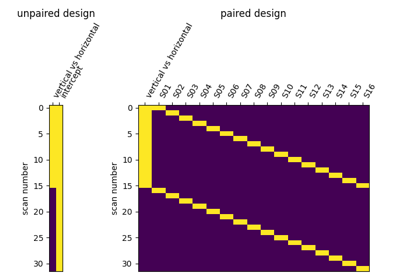 unpaired design
paired design
vertical vs horizontal
intercept
vertical vs horizontal
S01
S02
S03
S04
S05
S06
S07
S08
S09
S10
S11
S12
S13
S14
S15
S16
0
5
10
15
20
25
30
scan number
0
5
10
15
20
25
30
scan number